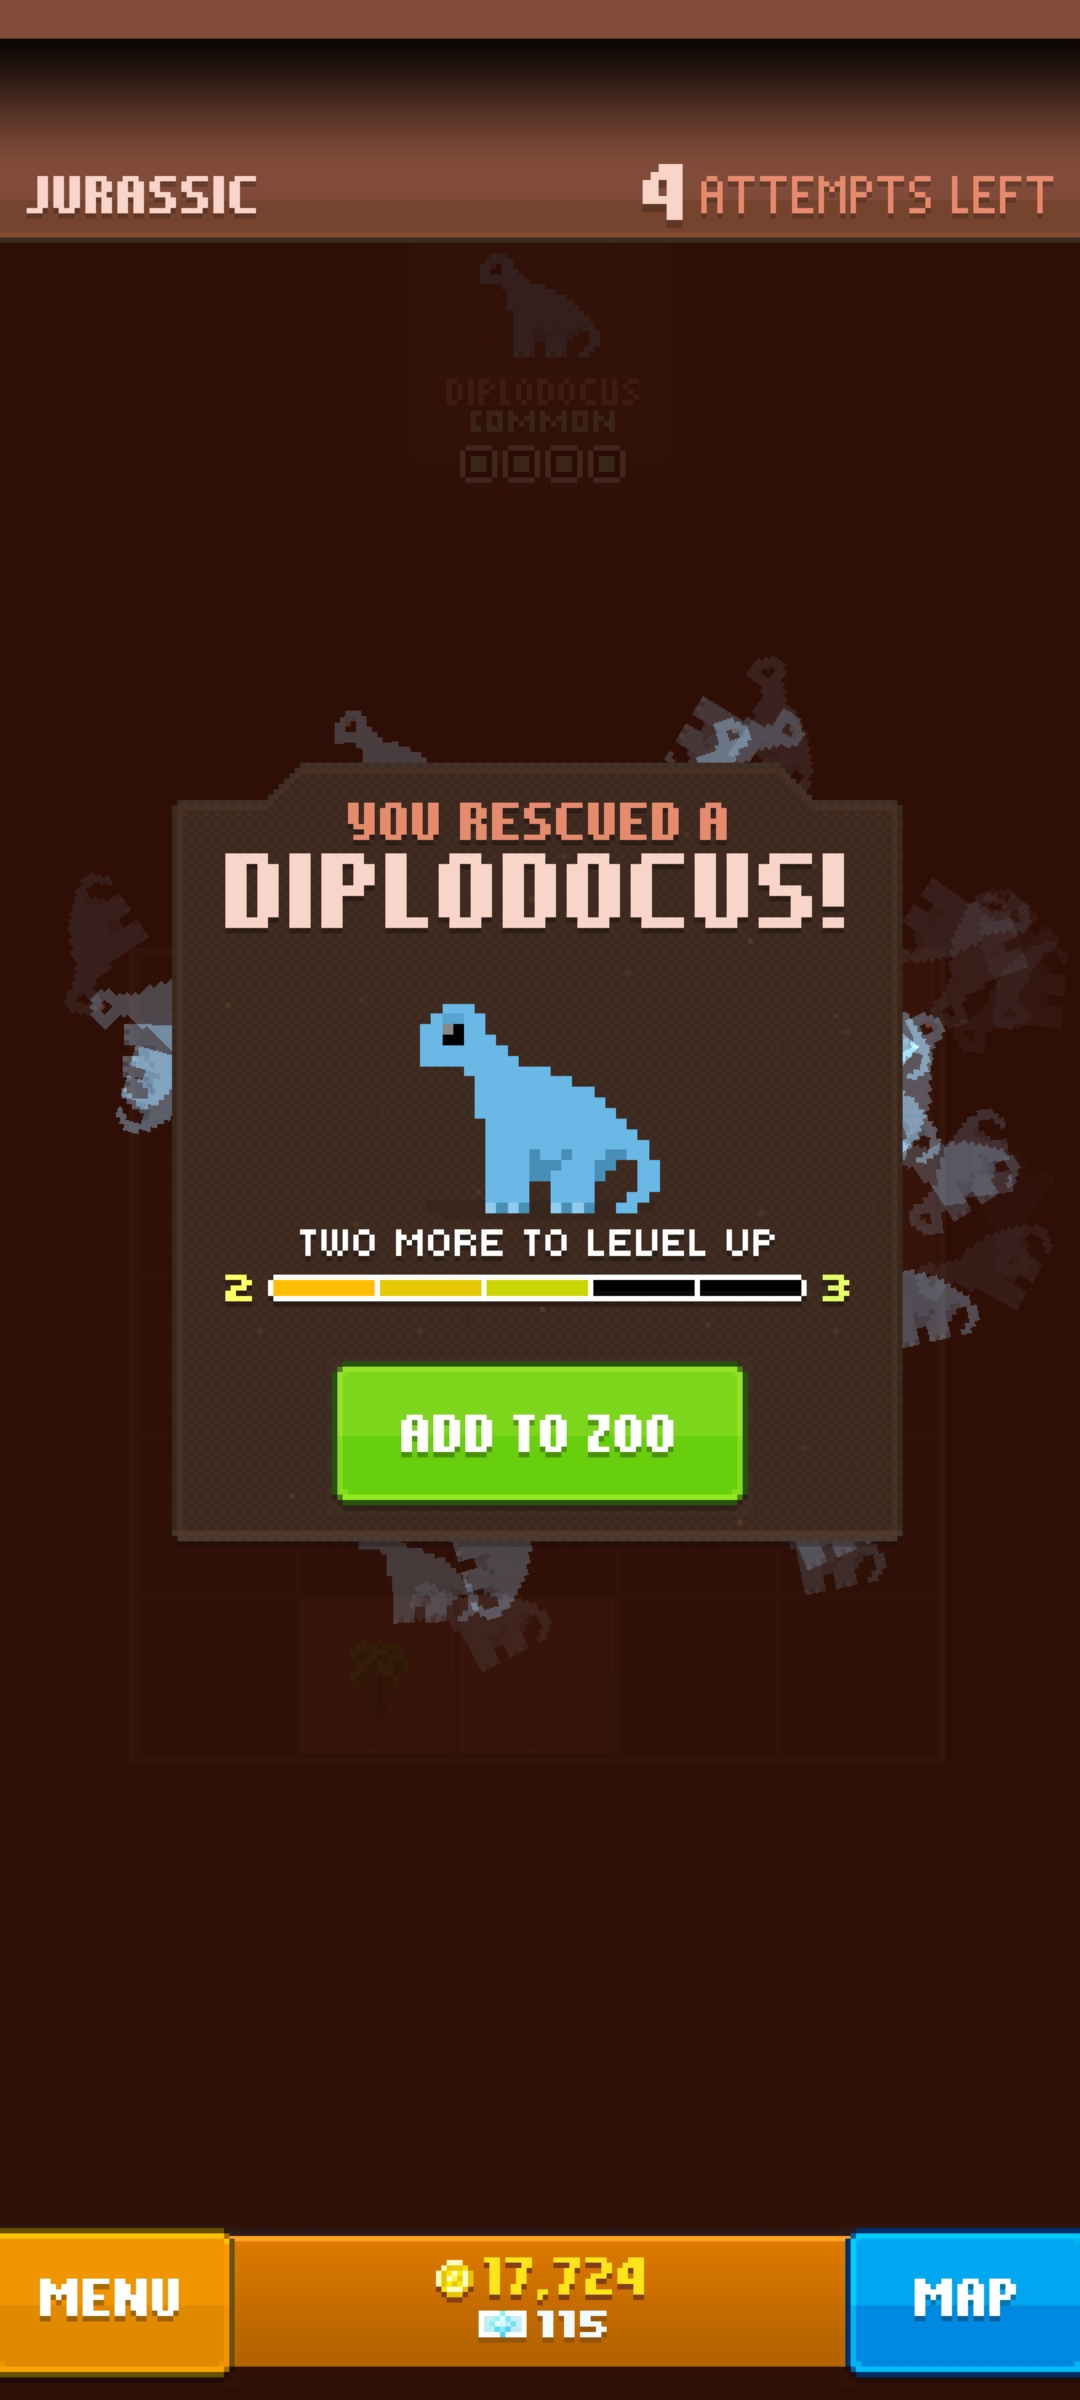 JURASSIC
9 ATTEMPTS LEFT
DIPLODOCUS
COMMON
YOU RESCUED A
DIPLODOCUS!
TWO MORE TO LEVEL UP
2 3
ADD TO ZOO
MENU
17,724
115
MAP